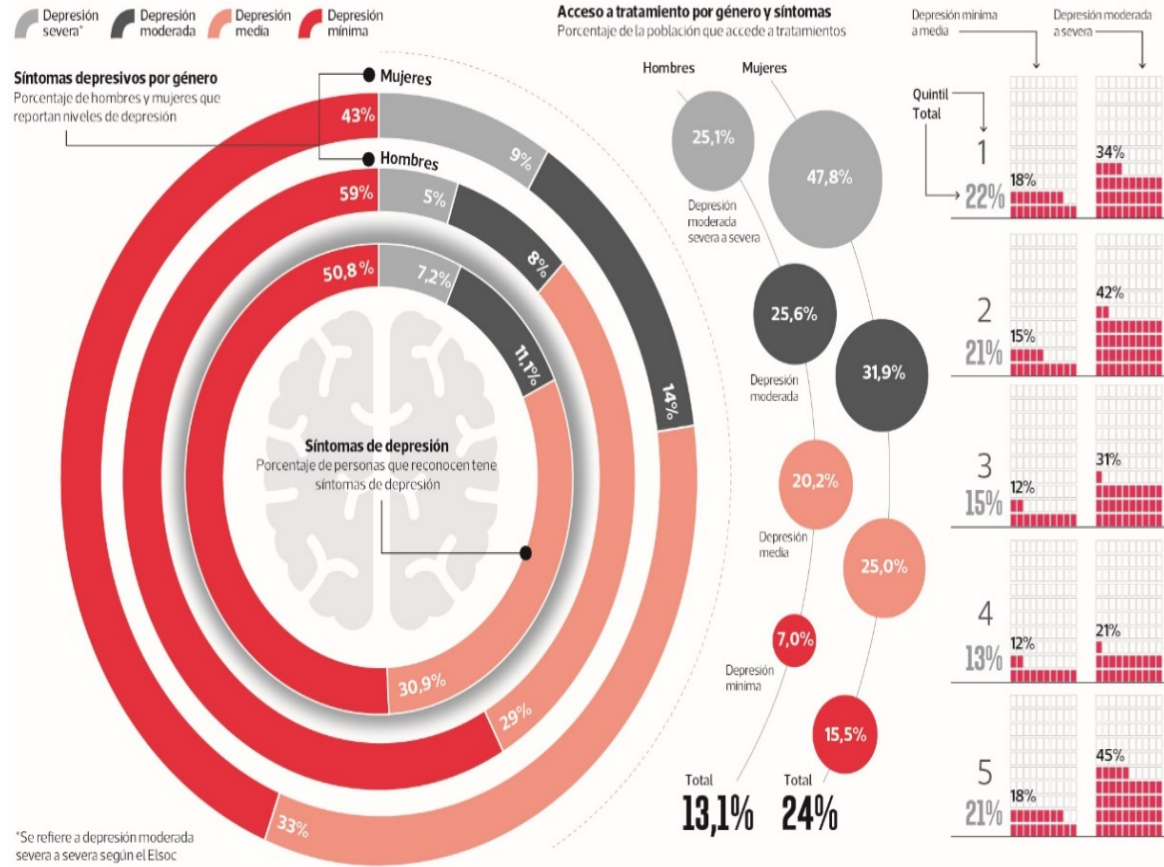 Depresión
severa*
Depresión
moderada
Depresión
media
Depresión
mínima
Síntomas depresivos por género
Porcentaje de hombres y mujeres que
reportan niveles de depresión
Mujeres
43%
9%
14%
33%
Hombres
59%
5%
8%
29%
50,8%
7,2%
11,1%
30,9%
Síntomas de depresión
Porcentaje de personas que reconocen tene
síntomas de depresión
*Se refiere a depresión moderada
severa a severa según el Elsoc
Acceso a tratamiento por género y síntomas
Porcentaje de la población que accede a tratamientos
Hombres
Mujeres
25,1%
47,8%
Depresión
moderada
severa a severa
25,6%
31,9%
Depresión
moderada
20,2%
25,0%
Depresión
media
7,0%
15,5%
Depresión
mínima
Total
13,1%
Total
24%
Depresión mínima
a media
Depresión moderada
a severa
Quintil
Total
1
22%
18%
34%
2
21%
15%
42%
3
15%
12%
31%
4
13%
12%
21%
5
21%
18%
45%